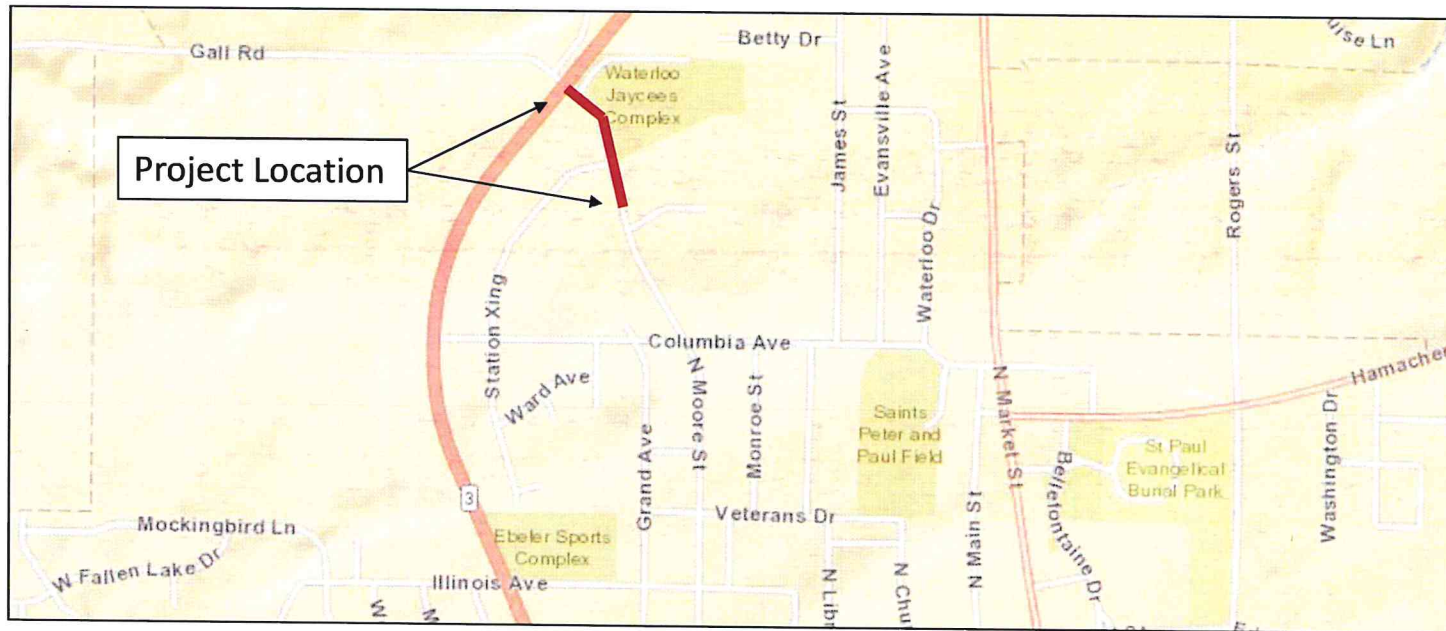 Gall Rd
Betty Dr
Waterloo
Jaycees
Complex
Project Location
James St
Evansville Ave
Waterloo Dr
Rogers St
Station Xing
Columbia Ave
Ward Ave
Grand Ave
N Moore St
Monroe St
Saints
Peter and
Paul Field
N Market St
Hamacher
St Paul
Evangelical
Burial Park
Bellefontaine Dr
Washington Dr
3
Mockingbird Ln
W Fallen Lake Dr
Ebeler Sports
Complex
Veterans Dr
Illinois Ave
N Main St
N Libr
N Chu
W